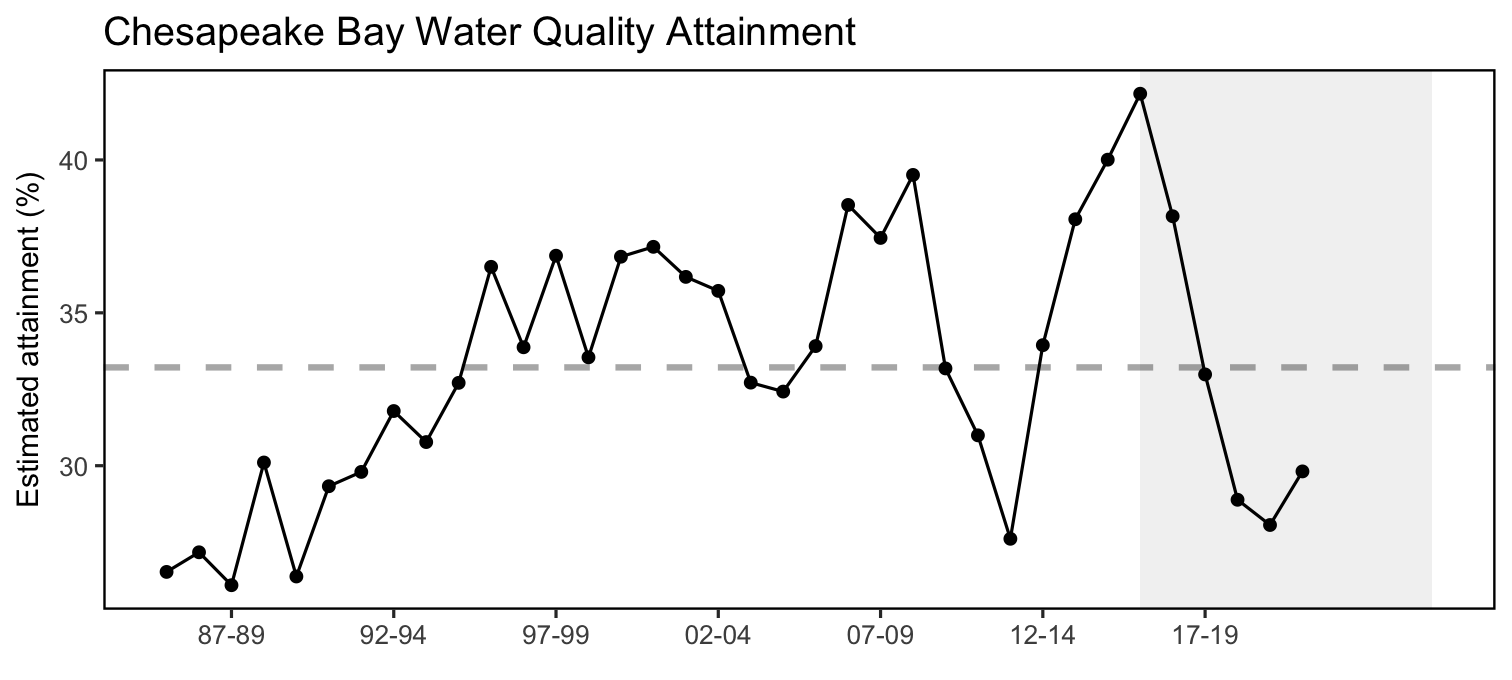 Chesapeake Bay Water Quality Attainment
Estimated attainment (%)
40
35
30
87-89 92-94 97-99 02-04 07-09 12-14 17-19